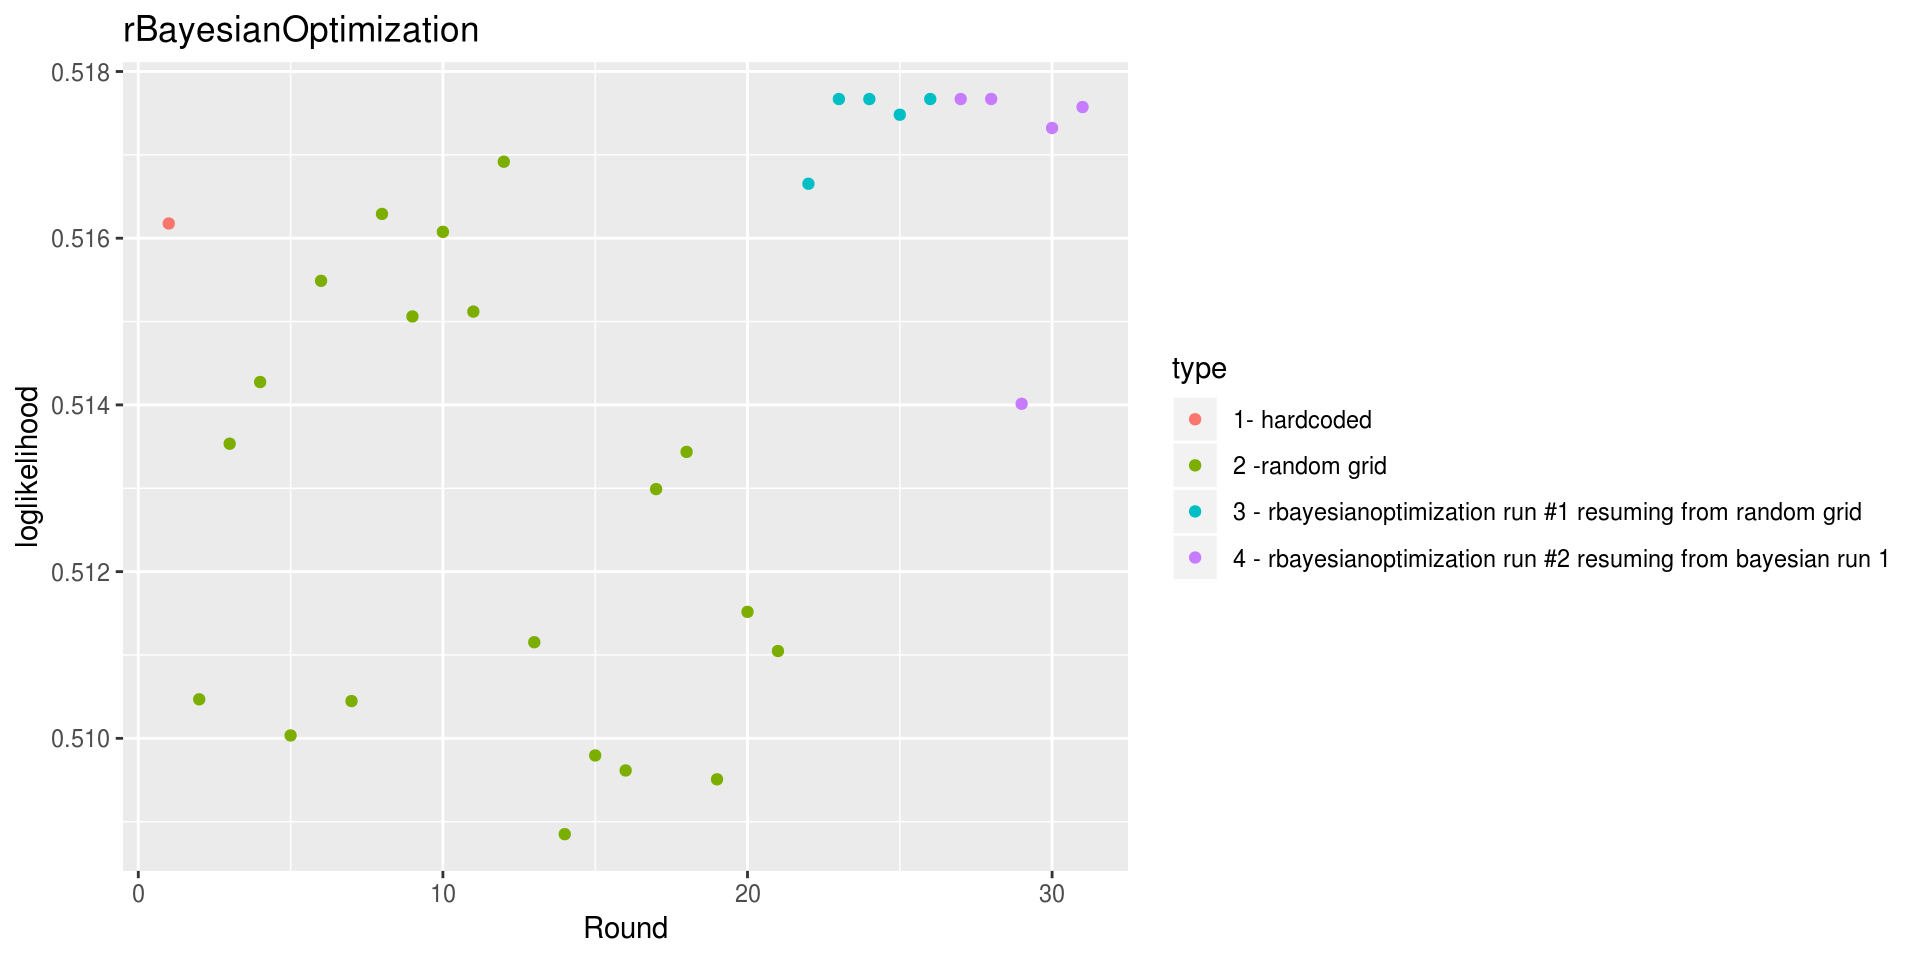 rBayesianOptimization
0.518
0.516
0.514
0.512
0.510
loglikelihood
0
10
20
30
Round
type
1- hardcoded
2 -random grid
3 - rbayesianoptimization run #1 resuming from random grid
4 - rbayesianoptimization run #2 resuming from bayesian run 1